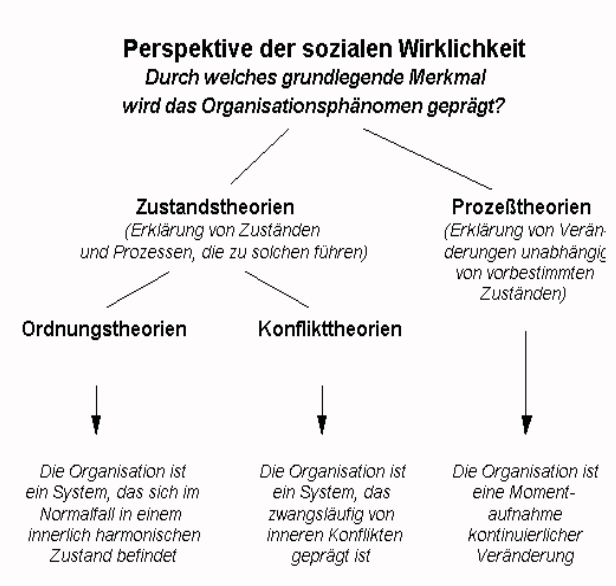 Perspektive der sozialen Wirklichkeit
Durch welches grundlegende Merkmal
wird das Organisationsphänomen geprägt?
Zustandstheorien
(Erklärung von Zuständen
und Prozessen, die zu solchen führen)
Prozeßtheorien
(Erklärung von Verän-
derungen unabhängig
von vorbestimmten
Zuständen)
Ordnungstheorien
Konflikttheorien
Die Organisation ist
ein System, das sich im
Normalfall in einem
innerlich harmonischen
Zustand befindet
Die Organisation ist
ein System, das
zwangsläufig von
inneren Konflikten
geprägt ist
Die Organisation ist
eine Moment-
aufnahme
kontinuierlicher
Veränderung